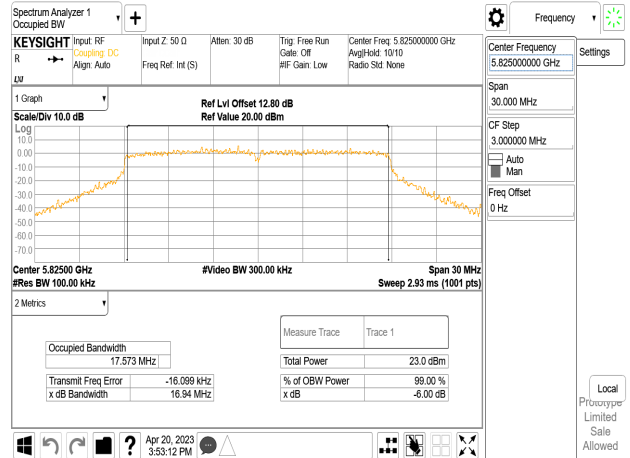 Spectrum Analyzer 1
Occupied BW
Frequency
KEYSIGHT
R
Input: RF
Coupling: DC
Align: Auto
Input Z: 50 Ω
Freq Ref: Int (S)
Atten: 30 dB
Trig: Free Run
Gate: Off
#IF Gain: Low
Center Freq: 5.825000000 GHz
Avg|Hold: 10/10
Radio Std: None
Center Frequency
5.825000000 GHz
Settings
Span
30.000 MHz
CF Step
3.000000 MHz
Auto
Man
Freq Offset
0 Hz
1 Graph
Ref Lvl Offset 12.80 dB
Scale/Div 10.0 dB
Ref Value 20.00 dBm
Log
10.0
0.00
-10.0
-20.0
-30.0
-40.0
-50.0
-60.0
-70.0
Center 5.82500 GHz
#Video BW 300.00 kHz
Span 30 MHz
#Res BW 100.00 kHz
Sweep 2.93 ms (1001 pts)
2 Metrics
Measure Trace
Trace 1
Occupied Bandwidth
17.573 MHz
Total Power
23.0 dBm
Transmit Freq Error
-16.099 kHz
% of OBW Power
99.00 %
x dB Bandwidth
16.94 MHz
x dB
-6.00 dB
Local
Prototype
Limited
Sale
Allowed
?
Apr 20, 2023
3:53:12 PM